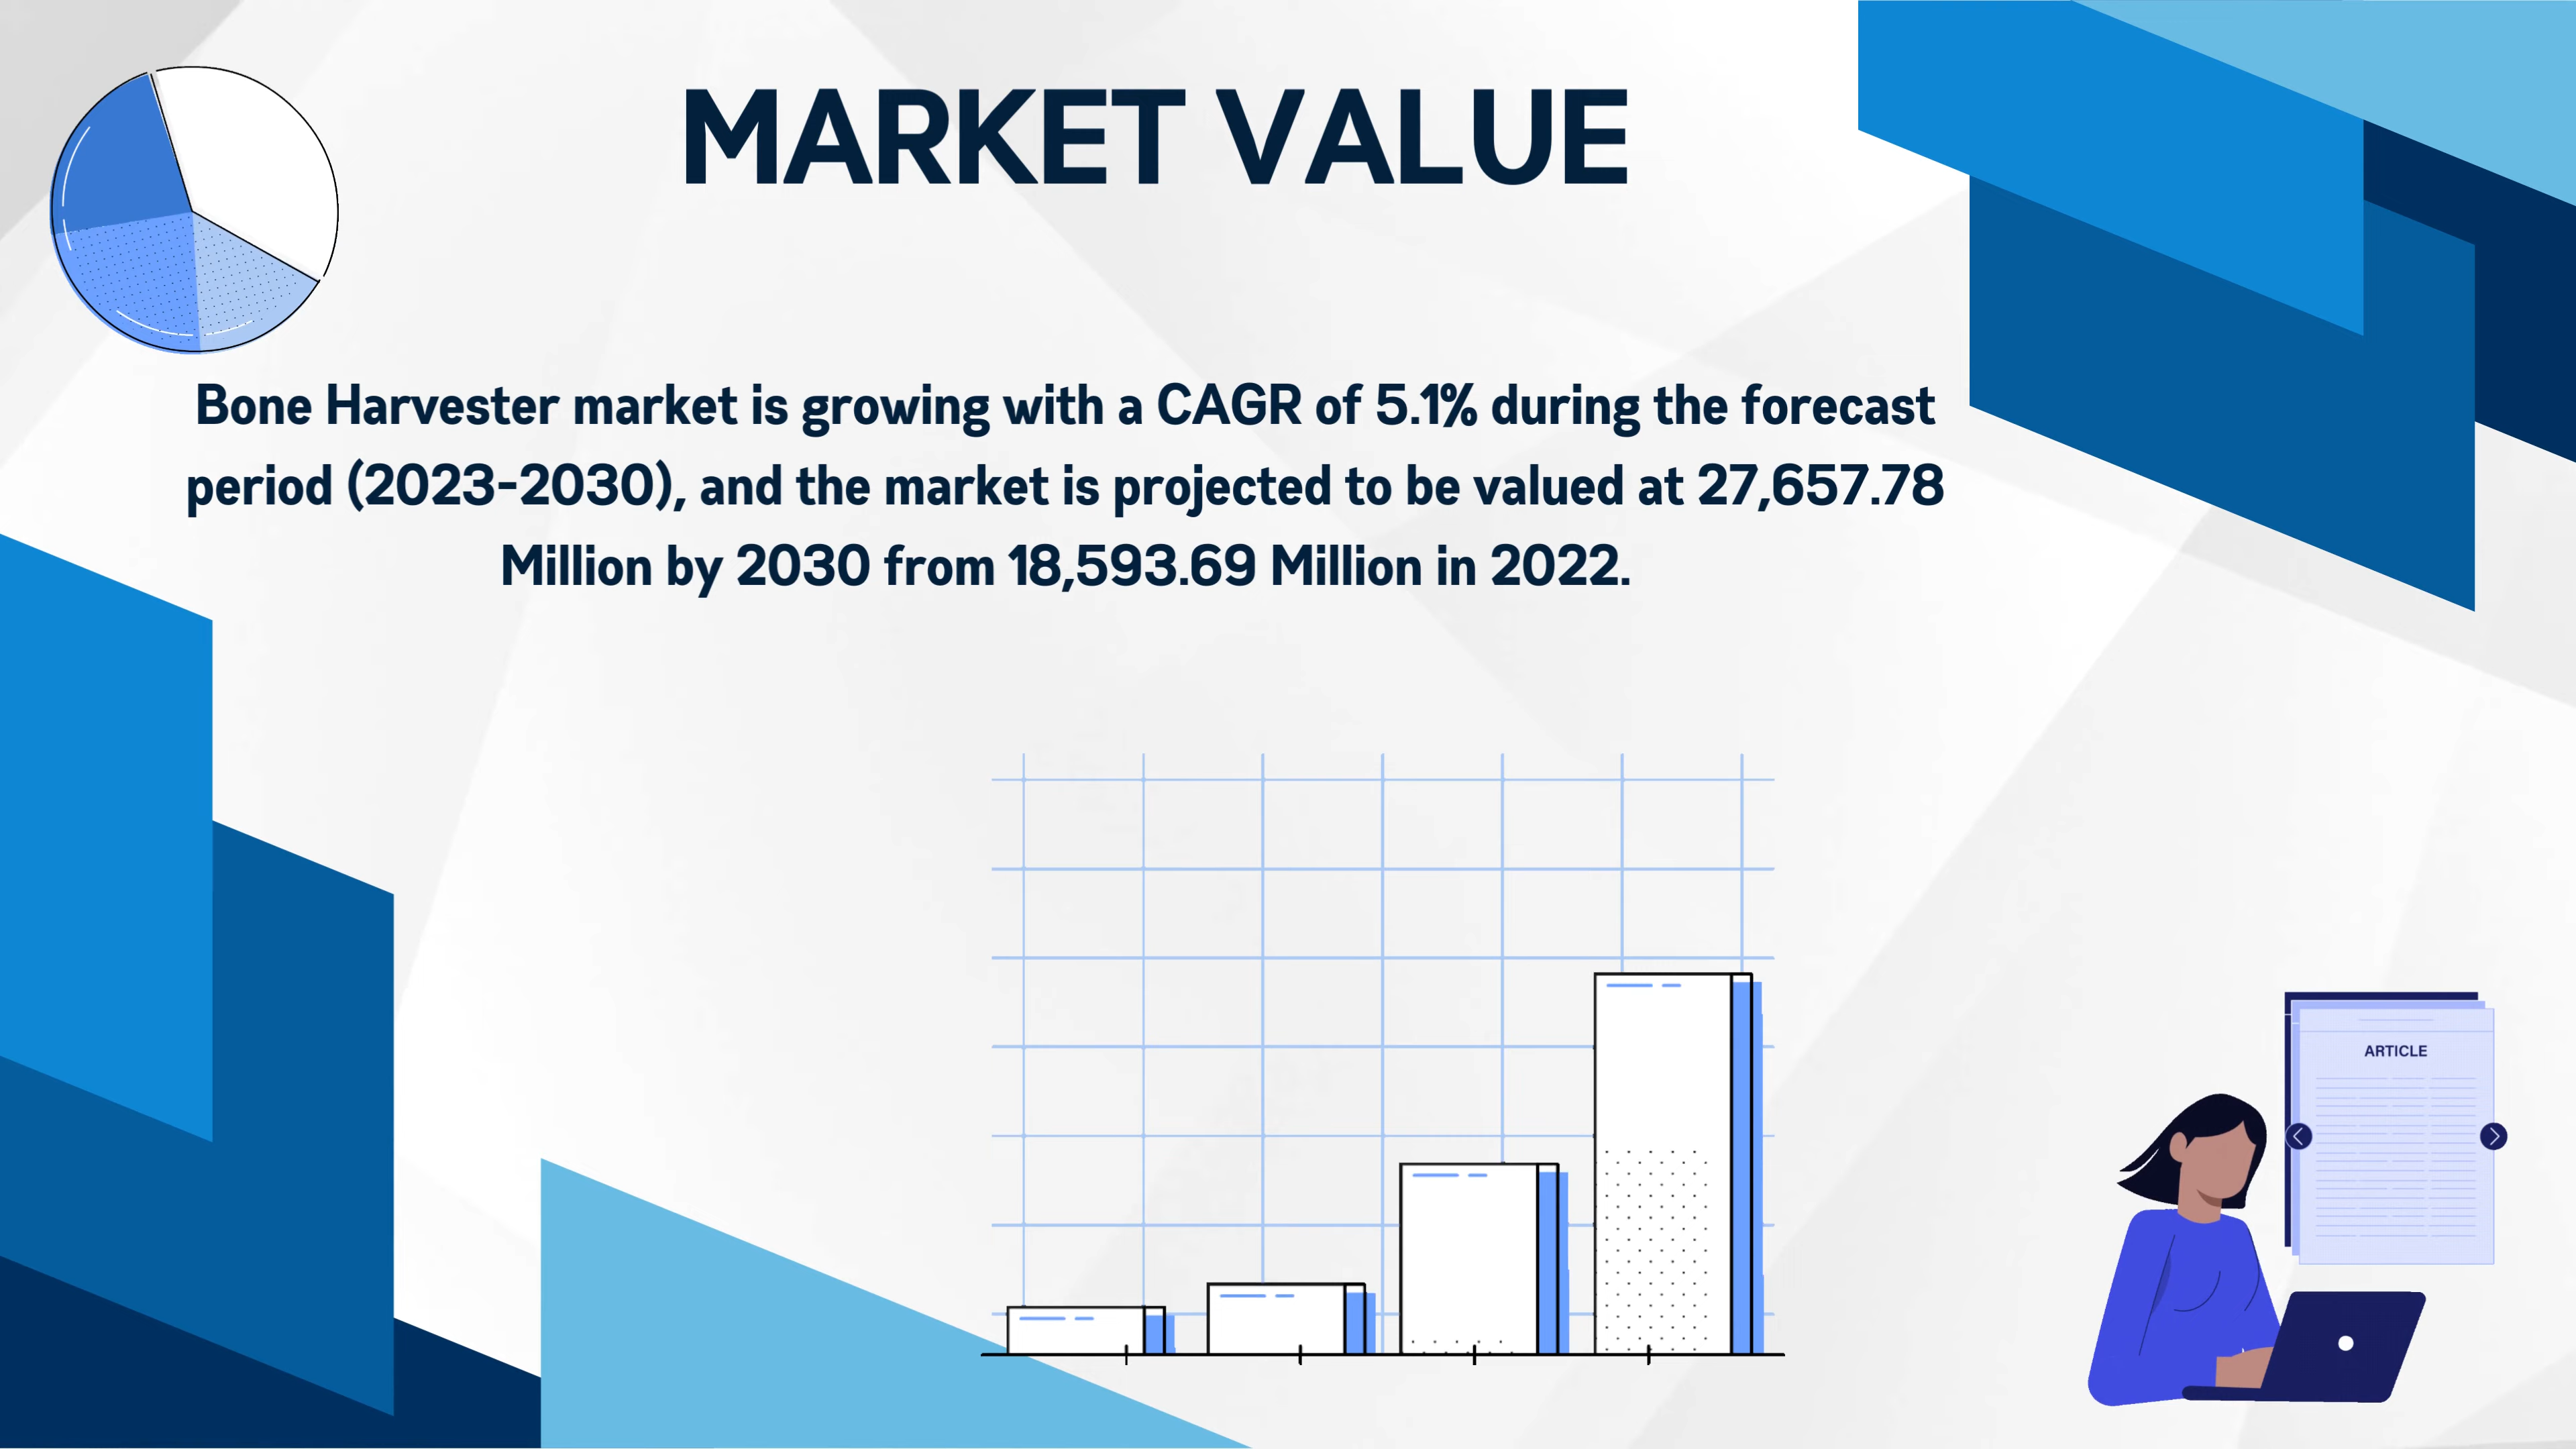 MARKET VALUE
Bone Harvester market is growing with a CAGR of 5.1% during the forecast
period (2023-2030), and the market is projected to be valued at 27,657.78
Million by 2030 from 18,593.69 Million in 2022.
ARTICLE